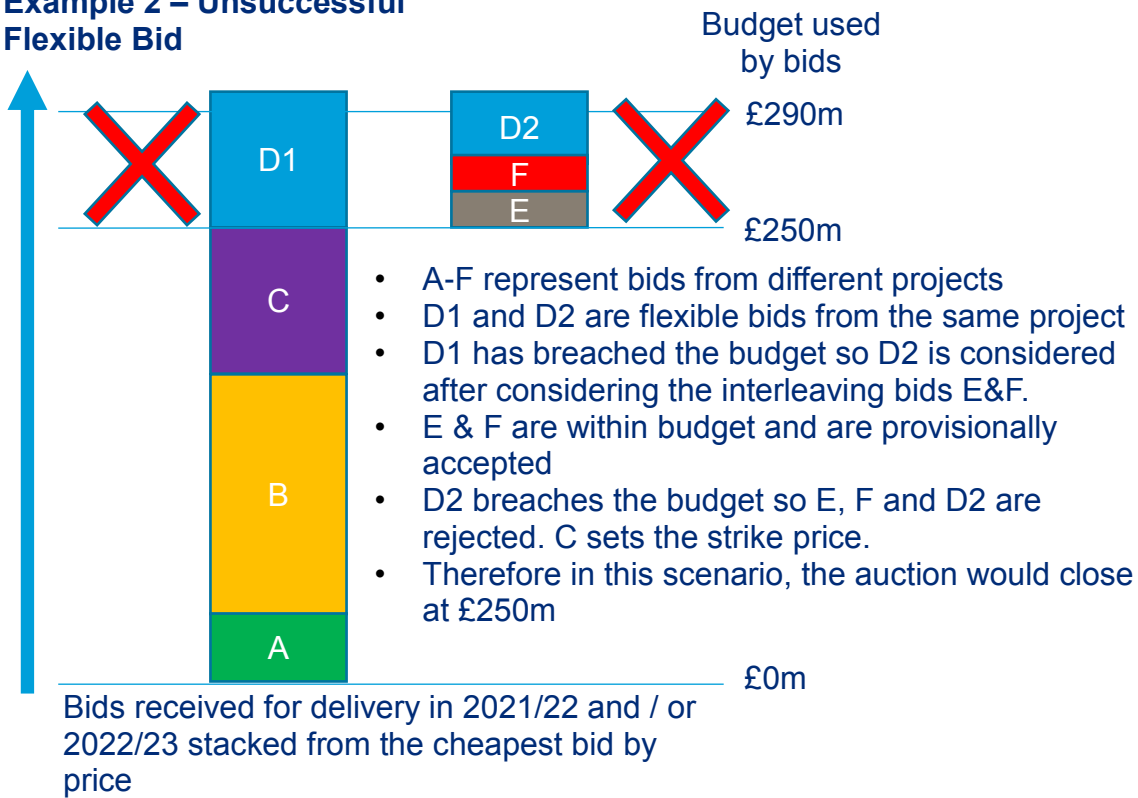 Example 2 – Unsuccessful
Flexible Bid
Budget used
by bids
£290m
D1
D2
F
E
£250m
C
B
A
• A-F represent bids from different projects
• D1 and D2 are flexible bids from the same project
• D1 has breached the budget so D2 is considered
after considering the interleaving bids E&F.
• E & F are within budget and are provisionally
accepted
• D2 breaches the budget so E, F and D2 are
rejected. C sets the strike price.
• Therefore in this scenario, the auction would close
at £250m
£0m
Bids received for delivery in 2021/22 and / or
2022/23 stacked from the cheapest bid by
price